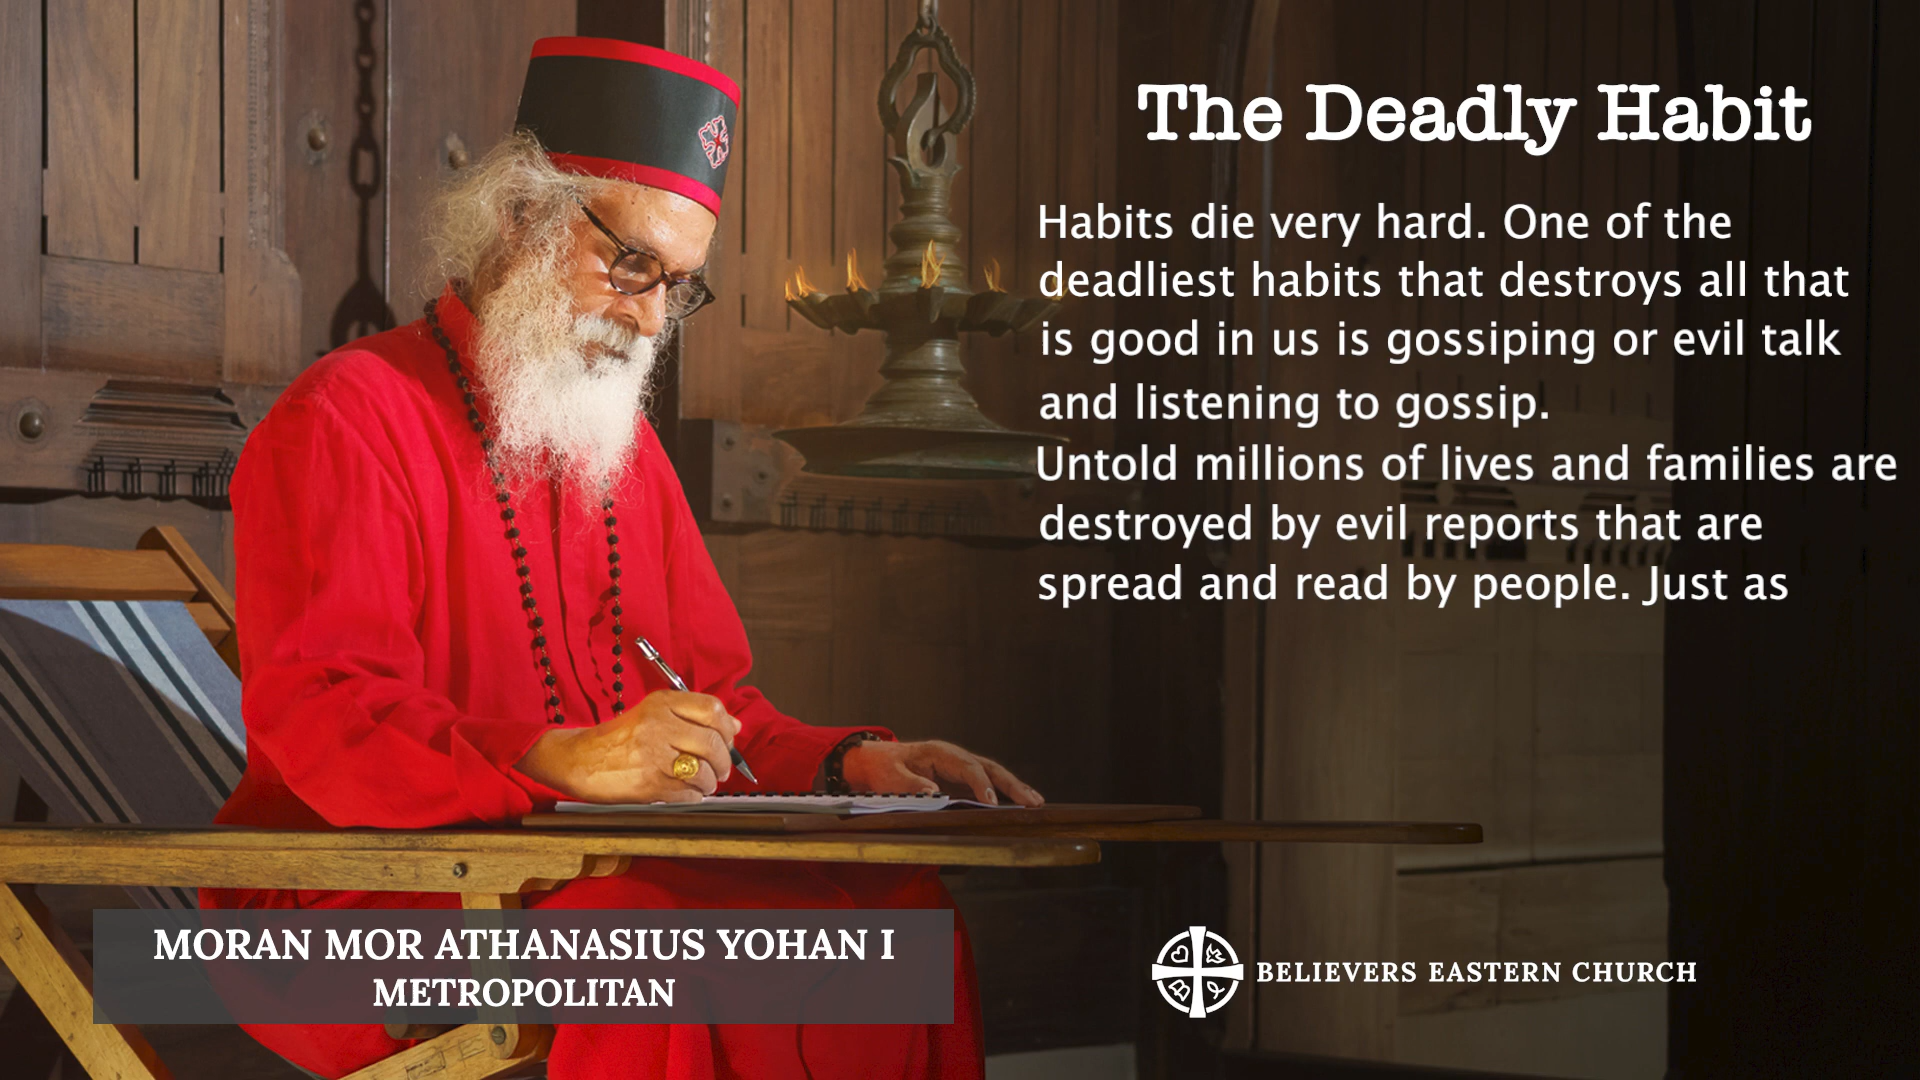 The Deadly Habit
Habits die very hard. One of the
deadliest habits that destroys all that
is good in us is gossiping or evil talk
and listening to gossip.
Untold millions of lives and families are
destroyed by evil reports that are
spread and read by people. Just as
MORAN MOR ATHANASIUS YOHAN I
METROPOLITAN
BELIEVERS EASTERN CHURCH